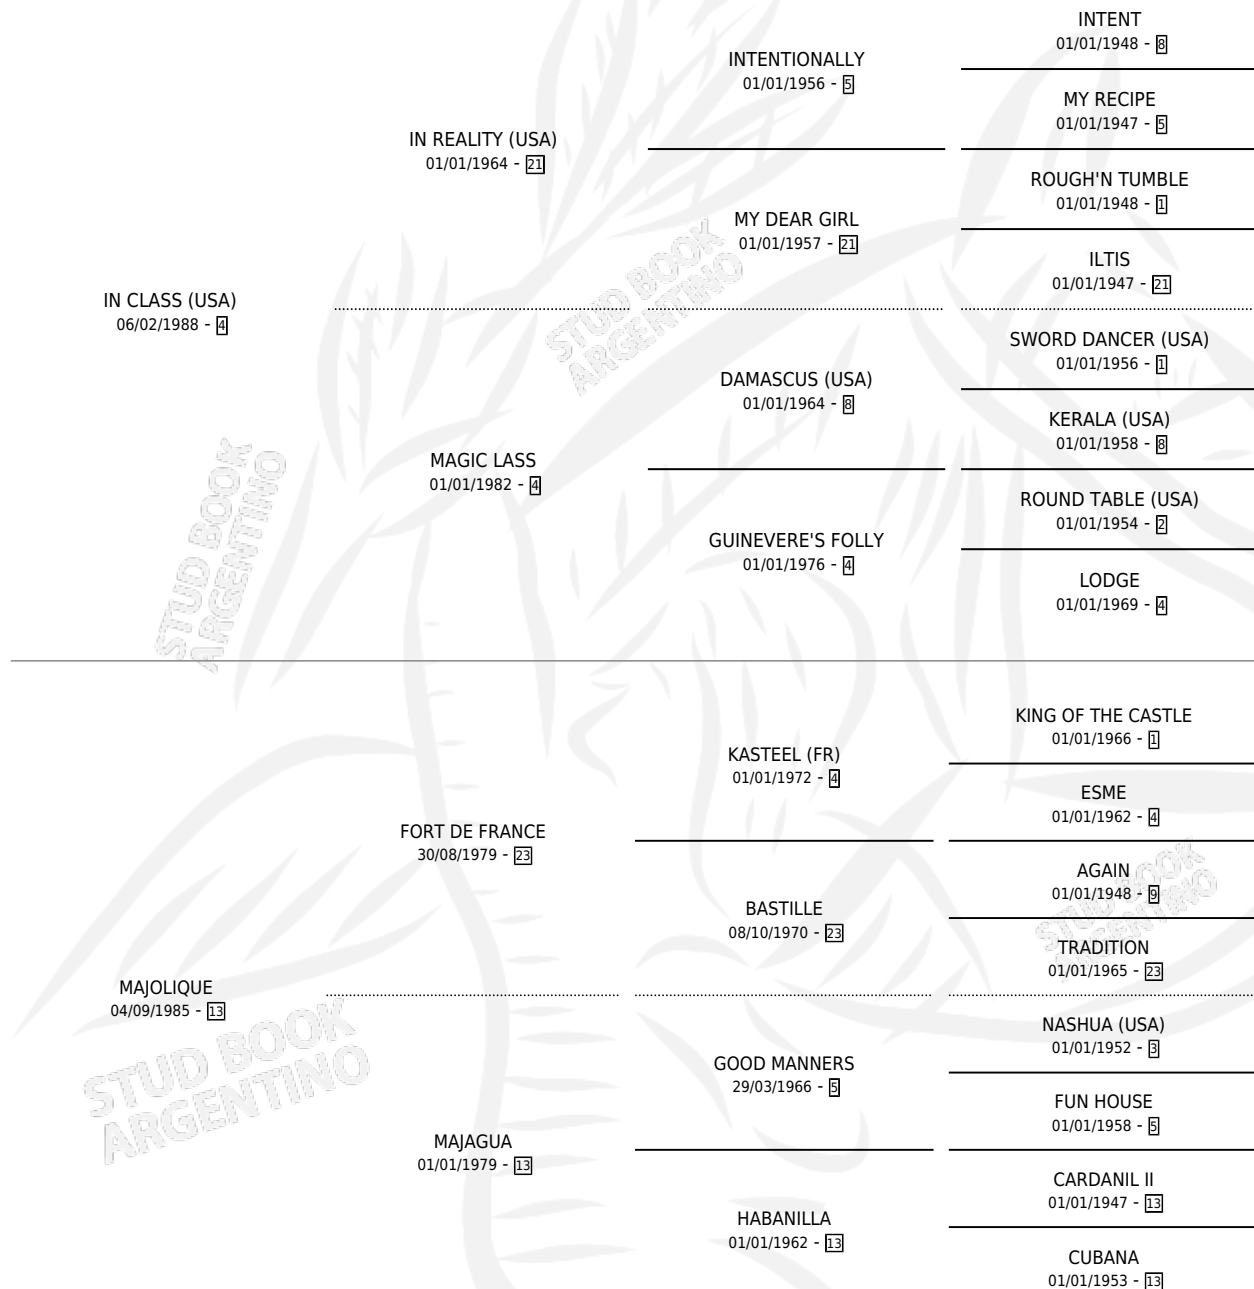 INTENT
01/01/1948 - 8
INTENTIONALLY
01/01/1956 - 5
MY RECIPE
01/01/1947 - 5
IN REALITY (USA)
01/01/1964 - 21
ROUGH'N TUMBLE
01/01/1948 - 1
MY DEAR GIRL
01/01/1957 - 21
ILTIS
01/01/1947 - 21
IN CLASS (USA)
06/02/1988 - 4
STUD BOOK
ARGENTINO
SWORD DANCER (USA)
01/01/1956 - 1
DAMASCUS (USA)
01/01/1964 - 8
KERALA (USA)
01/01/1958 - 8
MAGIC LASS
01/01/1982 - 4
ROUND TABLE (USA)
01/01/1954 - 2
GUINEVERE'S FOLLY
01/01/1976 - 4
LODGE
01/01/1969 - 4
STUD BOOK
ARGENTINO
KING OF THE CASTLE
01/01/1966 - 1
KASTEEL (FR)
01/01/1972 - 4
ESME
01/01/1962 - 4
FORT DE FRANCE
30/08/1979 - 23
AGAIN
01/01/1948 - 9
BASTILLE
08/10/1970 - 23
TRADITION
01/01/1965 - 23
STUD BOOK
ARGENTINO
MAJOLIQUE
04/09/1985 - 13
NASHUA (USA)
01/01/1952 - 3
GOOD MANNERS
29/03/1966 - 5
FUN HOUSE
01/01/1958 - 5
STUD BOOK
ARGENTINO
MAJAGUA
01/01/1979 - 13
CARDANIL II
01/01/1947 - 13
HABANILLA
01/01/1962 - 13
CUBANA
01/01/1953 - 13